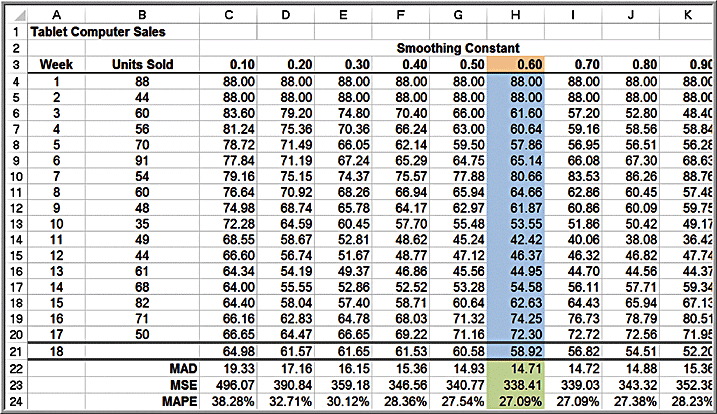 A B C D E F G H I J K
1 Tablet Computer Sales
2 Smoothing Constant
3 Week Units Sold 0.10 0.20 0.30 0.40 0.50 0.60 0.70 0.80 0.90
4 1 88 88.00 88.00 88.00 88.00 88.00 88.00 88.00 88.00 88.00
5 2 44 88.00 88.00 88.00 88.00 88.00 88.00 88.00 88.00 88.00
6 3 60 83.60 79.20 74.80 70.40 66.00 61.60 57.20 52.80 48.40
7 4 56 81.24 75.36 70.36 66.24 63.00 60.64 59.16 58.56 58.84
8 5 70 78.72 71.49 66.05 62.14 59.50 57.86 56.95 56.51 56.28
9 6 91 77.84 71.19 67.24 65.29 64.75 65.14 66.08 67.30 68.63
10 7 54 79.16 75.15 74.37 75.57 77.88 80.66 83.53 86.26 88.76
11 8 60 76.64 70.92 68.26 66.94 65.94 64.66 62.86 60.45 57.48
12 9 48 74.98 68.74 65.78 64.17 62.97 61.87 60.86 60.09 59.75
13 10 35 72.28 64.59 60.45 57.70 55.48 53.55 51.86 50.42 49.17
14 11 49 68.55 58.67 52.81 48.62 45.24 42.42 40.06 38.08 36.42
15 12 44 66.60 56.74 51.67 48.77 47.12 46.37 46.32 46.82 47.74
16 13 61 64.34 54.19 49.37 46.86 45.56 44.95 44.70 44.56 44.37
17 14 68 64.00 55.55 52.86 52.52 53.28 54.58 56.11 57.71 59.34
18 15 82 64.40 58.04 57.40 58.71 60.64 62.63 64.43 65.94 67.13
19 16 71 66.16 62.83 64.78 68.03 71.32 74.25 76.73 78.79 80.51
20 17 50 66.65 64.47 66.65 69.22 71.16 72.30 72.72 72.56 71.95
21 18 64.98 61.57 61.65 61.53 60.58 58.92 56.82 54.51 52.20
22 MAD 19.33 17.16 16.15 15.36 14.93 14.71 14.72 14.88 15.36
23 MSE 496.07 390.84 359.18 346.56 340.77 338.41 339.03 343.32 352.38
24 MAPE 38.28% 32.71% 30.12% 28.36% 27.54% 27.09% 27.09% 27.38% 28.23%